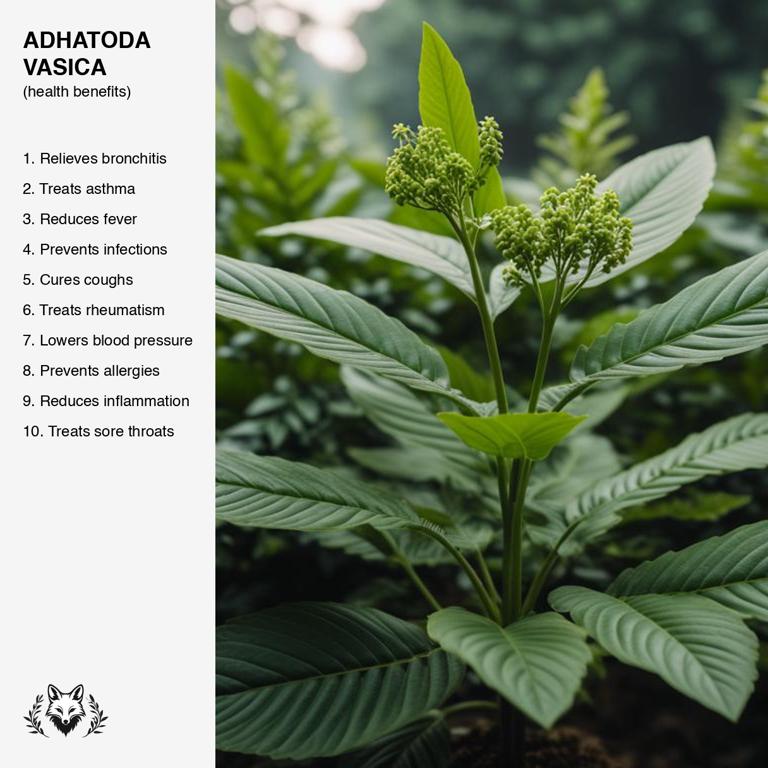 ADHATODA
VASICA
(health benefits)
1. Relieves bronchitis
2. Treats asthma
3. Reduces fever
4. Prevents infections
5. Cures coughs
6. Treats rheumatism
7. Lowers blood pressure
8. Prevents allergies
9. Reduces inflammation
10. Treats sore throats